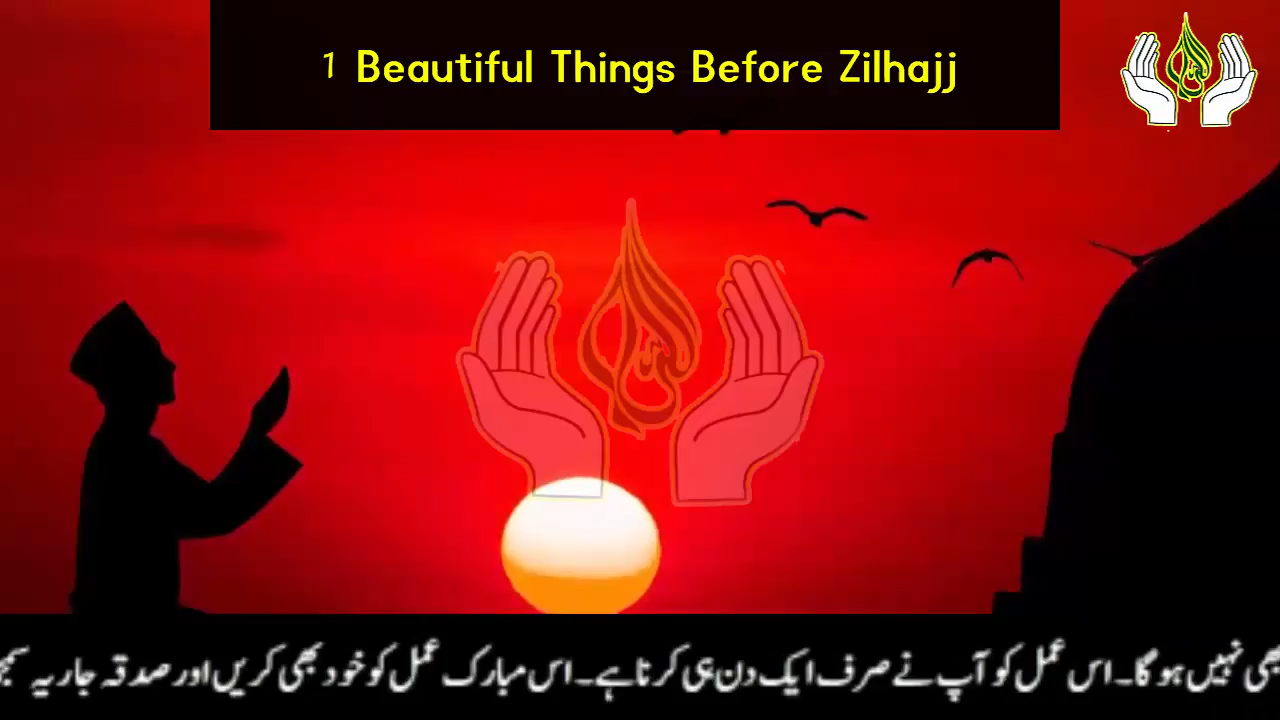 1 Beautiful Things Before Zilhajj
بھی نہیں ہو گا۔ اس عمل کو آپ نے صرف ایک دن ہی کرنا ہے۔ اس مبارک عمل کو خود بھی کریں اور صدقہ جاریہ